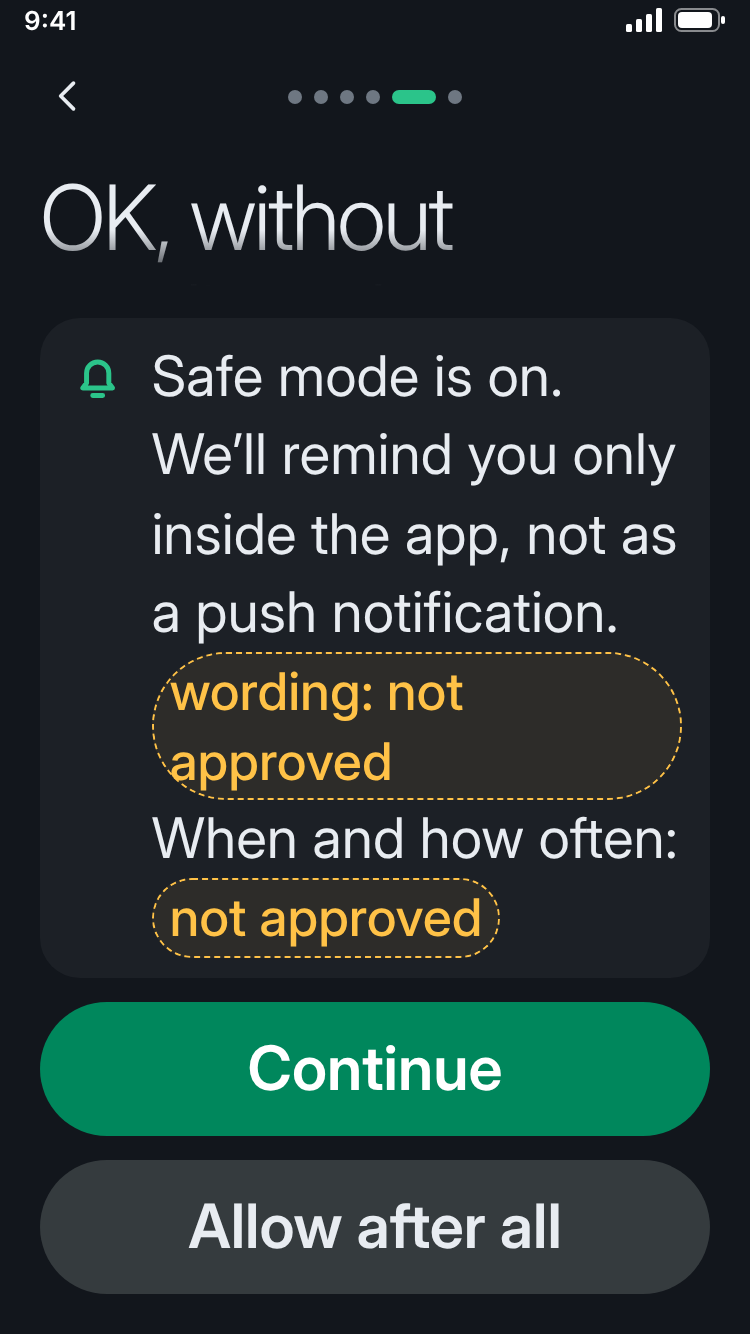 9:41
OK, without
Safe mode is on.
We’ll remind you only
inside the app, not as
a push notification.
wording: not
approved
When and how often:
not approved
Continue
Allow after all